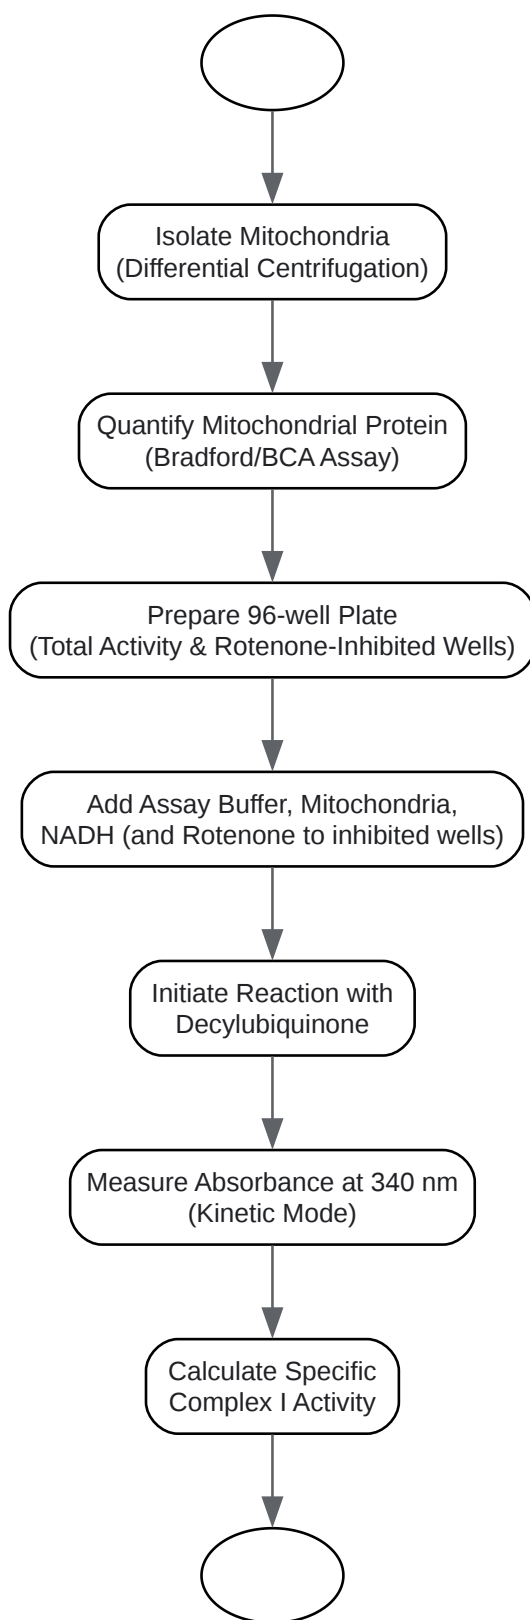 Isolate Mitochondria
(Differential Centrifugation)
Quantify Mitochondrial Protein
(Bradford/BCA Assay)
Prepare 96-well Plate
(Total Activity & Rotenone-Inhibited Wells)
Add Assay Buffer, Mitochondria,
NADH (and Rotenone to inhibited wells)
Initiate Reaction with
Decylubiquinone
Measure Absorbance at 340 nm
(Kinetic Mode)
Calculate Specific
Complex I Activity